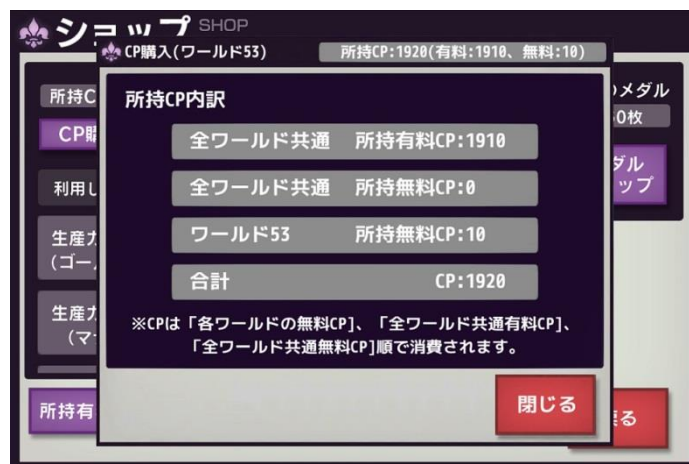 ショップ SHOP
CP購入(ワールド53) 所持CP:1920(有料:1910、無料:10)
所持CP内訳
全ワールド共通 所持有料CP:1910
全ワールド共通 所持無料CP:0
ワールド53 所持無料CP:10
合計 CP:1920
※CPは「各ワールドの無料CP]、「全ワールド共通有料CP]、
「全ワールド共通無料CP]順で消費されます。
閉じる
所持C
CP購
利用し
生産力
(ゴー
生産力
(マ
所持有
メダル
0枚
ダル
ップ
る